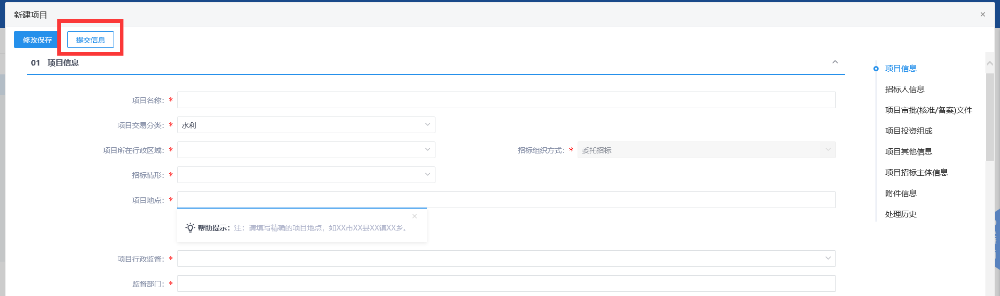 新建项目
修改保存 提交信息
01 项目信息
项目名称：*
项目交易分类：* 水利
项目所在行政区域：* 招标组织方式：* 委托招标
招标情形：*
项目地点：*
帮助提示：注：请填写精确的项目地点，如XX市XX县XX镇XX乡。
项目行政监督：*
监督部门：*
项目信息
招标人信息
项目审批(核准/备案)文件
项目投资组成
项目其他信息
项目招标主体信息
附件信息
处理历史